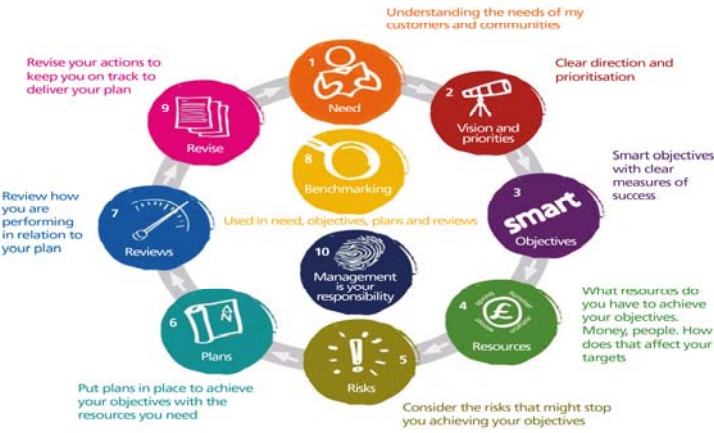 Understanding the needs of my
customers and communities
1
Need
Clear direction and
prioritisation
2
Vision and
priorities
Smart objectives
with clear
measures of
success
3
smart
Objectives
What resources do
you have to achieve
your objectives.
Money, people. How
does that affect your
targets
4
£
Resources
5
Risks
Consider the risks that might stop
you achieving your objectives
6
Plans
Put plans in place to achieve
your objectives with the
resources you need
7
Reviews
Review how
you are
performing
in relation to
your plan
8
Benchmarking
Used in need, objectives, plans and reviews
9
Revise
Revise your actions to
keep you on track to
deliver your plan
10
Management
is your
responsibility